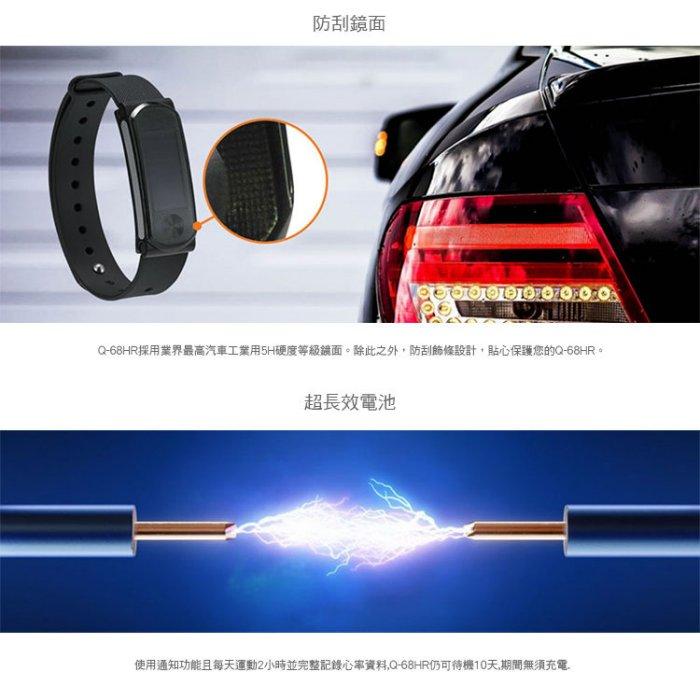 防刮鏡面
Q-68HR採用業界最高汽車工業用5H硬度等級鏡面。除此之外，防刮飾條設計，貼心保護您的Q-68HR。
超長效電池
使用通知功能且每天運動2小時並完整記錄心率資料,Q-68HR仍可待機10天,期間無須充電.